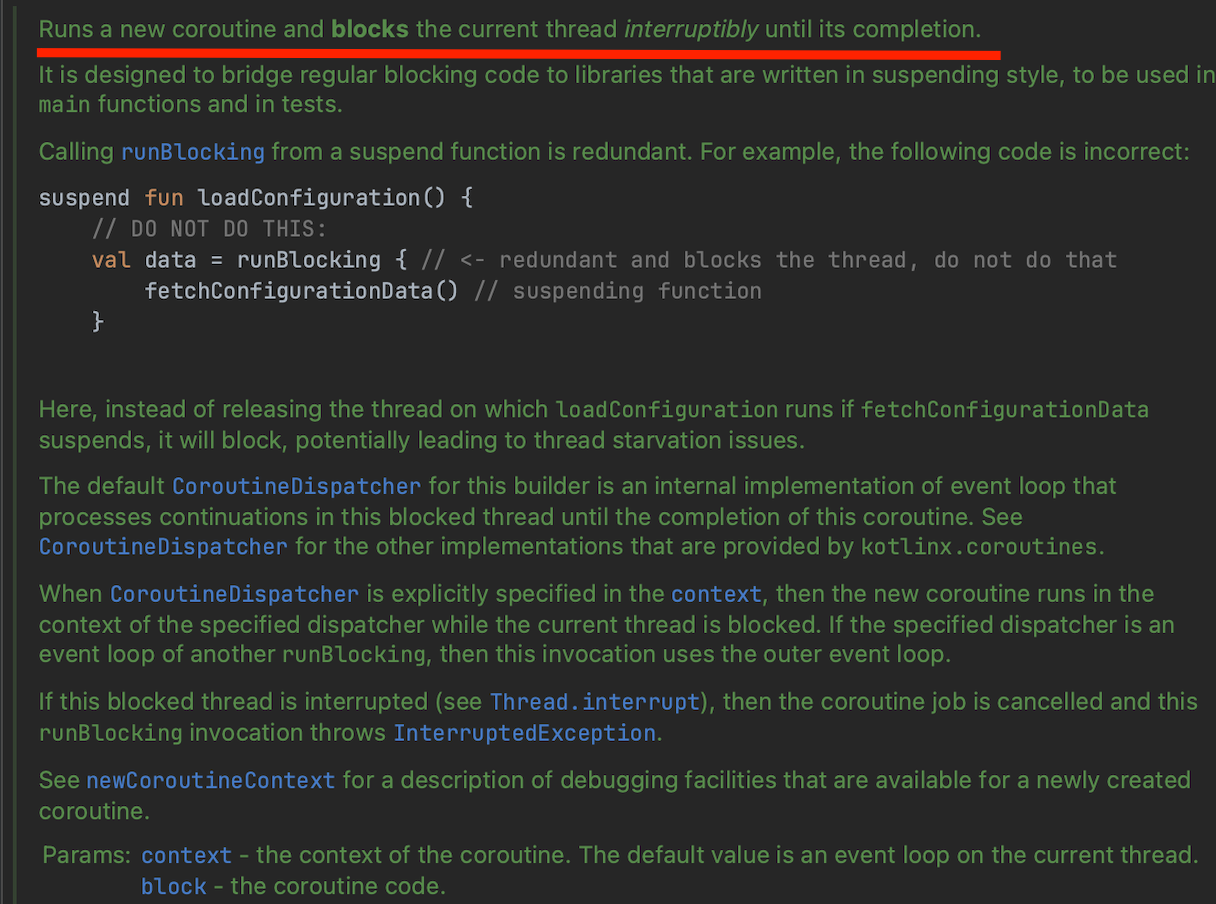 Runs a new coroutine and blocks the current thread interruptibly until its completion.
It is designed to bridge regular blocking code to libraries that are written in suspending style, to be used in
main functions and in tests.
Calling runBlocking from a suspend function is redundant. For example, the following code is incorrect:
suspend fun loadConfiguration() {
    // DO NOT DO THIS:
    val data = runBlocking { // <- redundant and blocks the thread, do not do that
        fetchConfigurationData() // suspending function
    }
Here, instead of releasing the thread on which loadConfiguration runs if fetchConfigurationData
suspends, it will block, potentially leading to thread starvation issues.
The default CoroutineDispatcher for this builder is an internal implementation of event loop that
processes continuations in this blocked thread until the completion of this coroutine. See
CoroutineDispatcher for the other implementations that are provided by kotlinx.coroutines.
When CoroutineDispatcher is explicitly specified in the context, then the new coroutine runs in the
context of the specified dispatcher while the current thread is blocked. If the specified dispatcher is an
event loop of another runBlocking, then this invocation uses the outer event loop.
If this blocked thread is interrupted (see Thread.interrupt), then the coroutine job is cancelled and this
runBlocking invocation throws InterruptedException.
See newCoroutineContext for a description of debugging facilities that are available for a newly created
coroutine.
Params: context - the context of the coroutine. The default value is an event loop on the current thread.
block - the coroutine code.